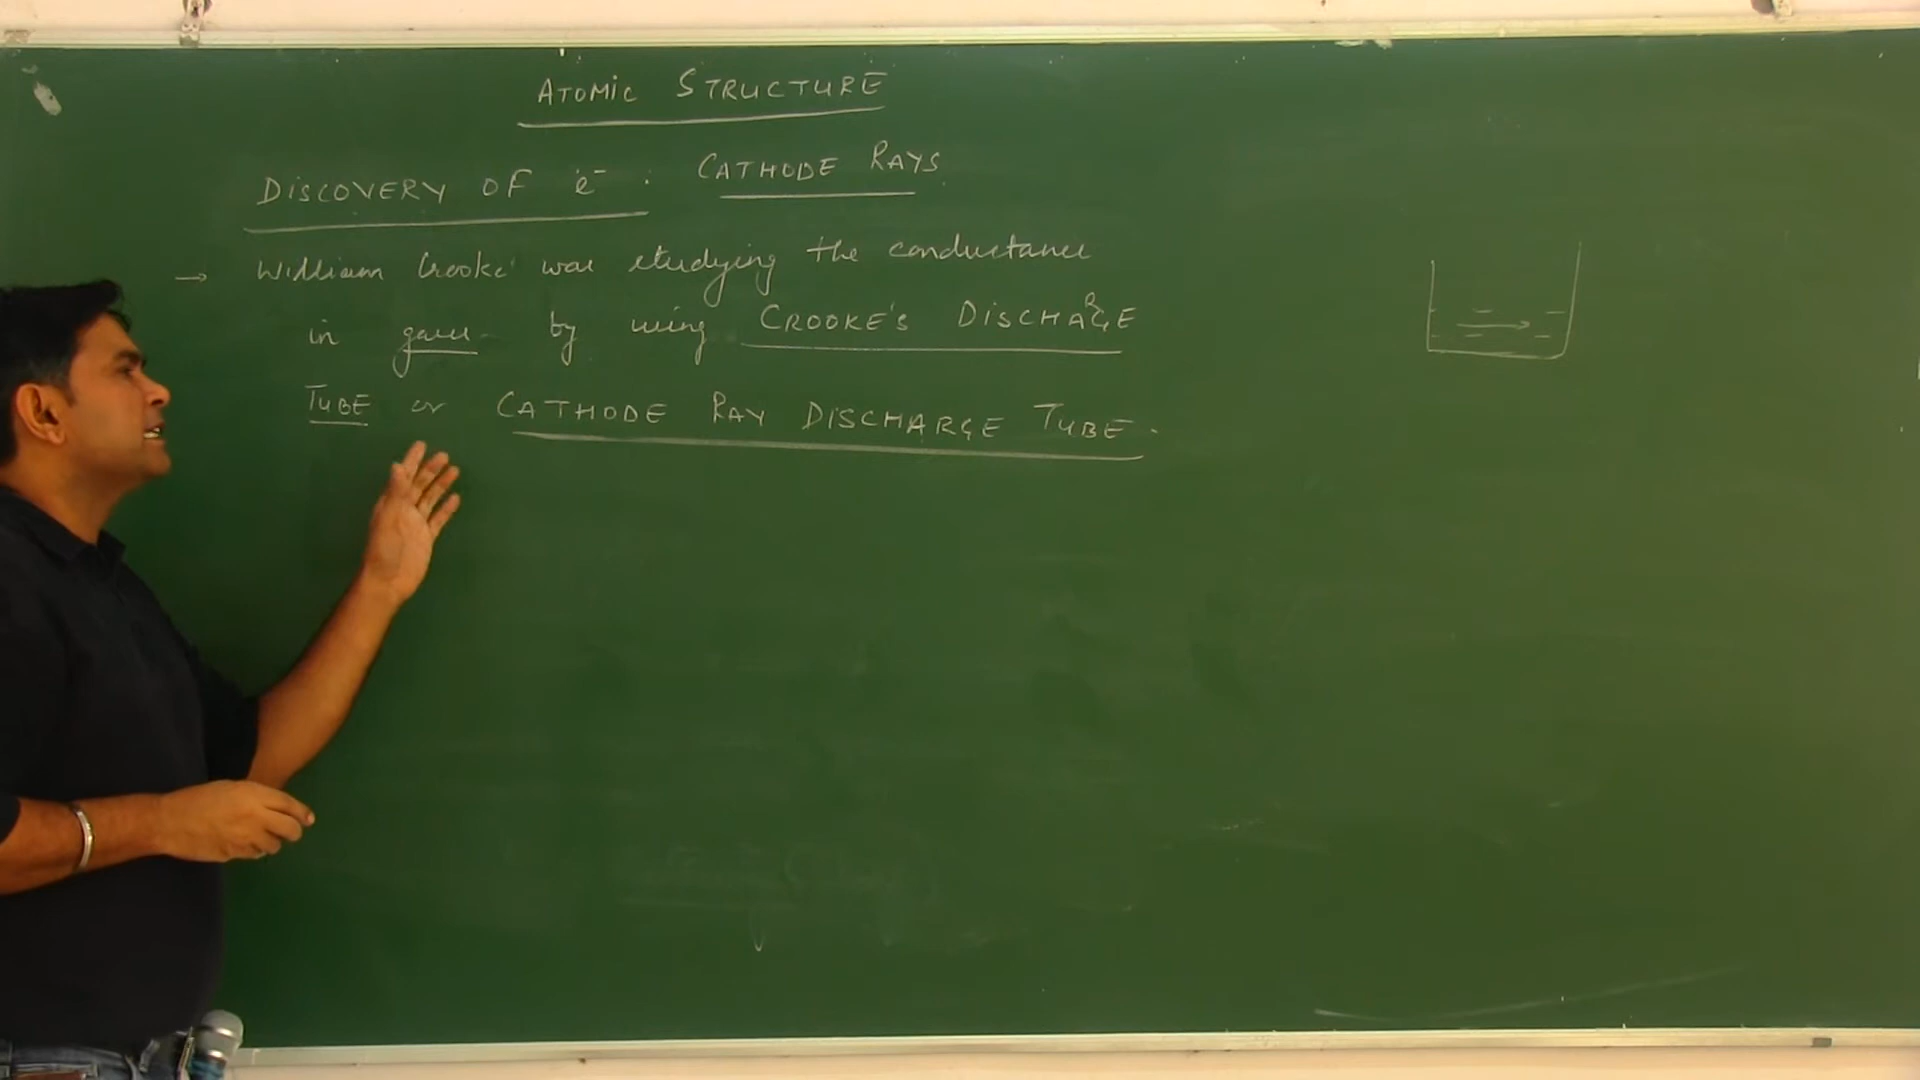 ATOMIC STRUCTURE
DISCOVERY OF e⁻ : CATHODE RAYS
→ William Crooke' was studying the conductance
in gases by using CROOKE'S DISCHARGE
TUBE or CATHODE RAY DISCHARGE TUBE.